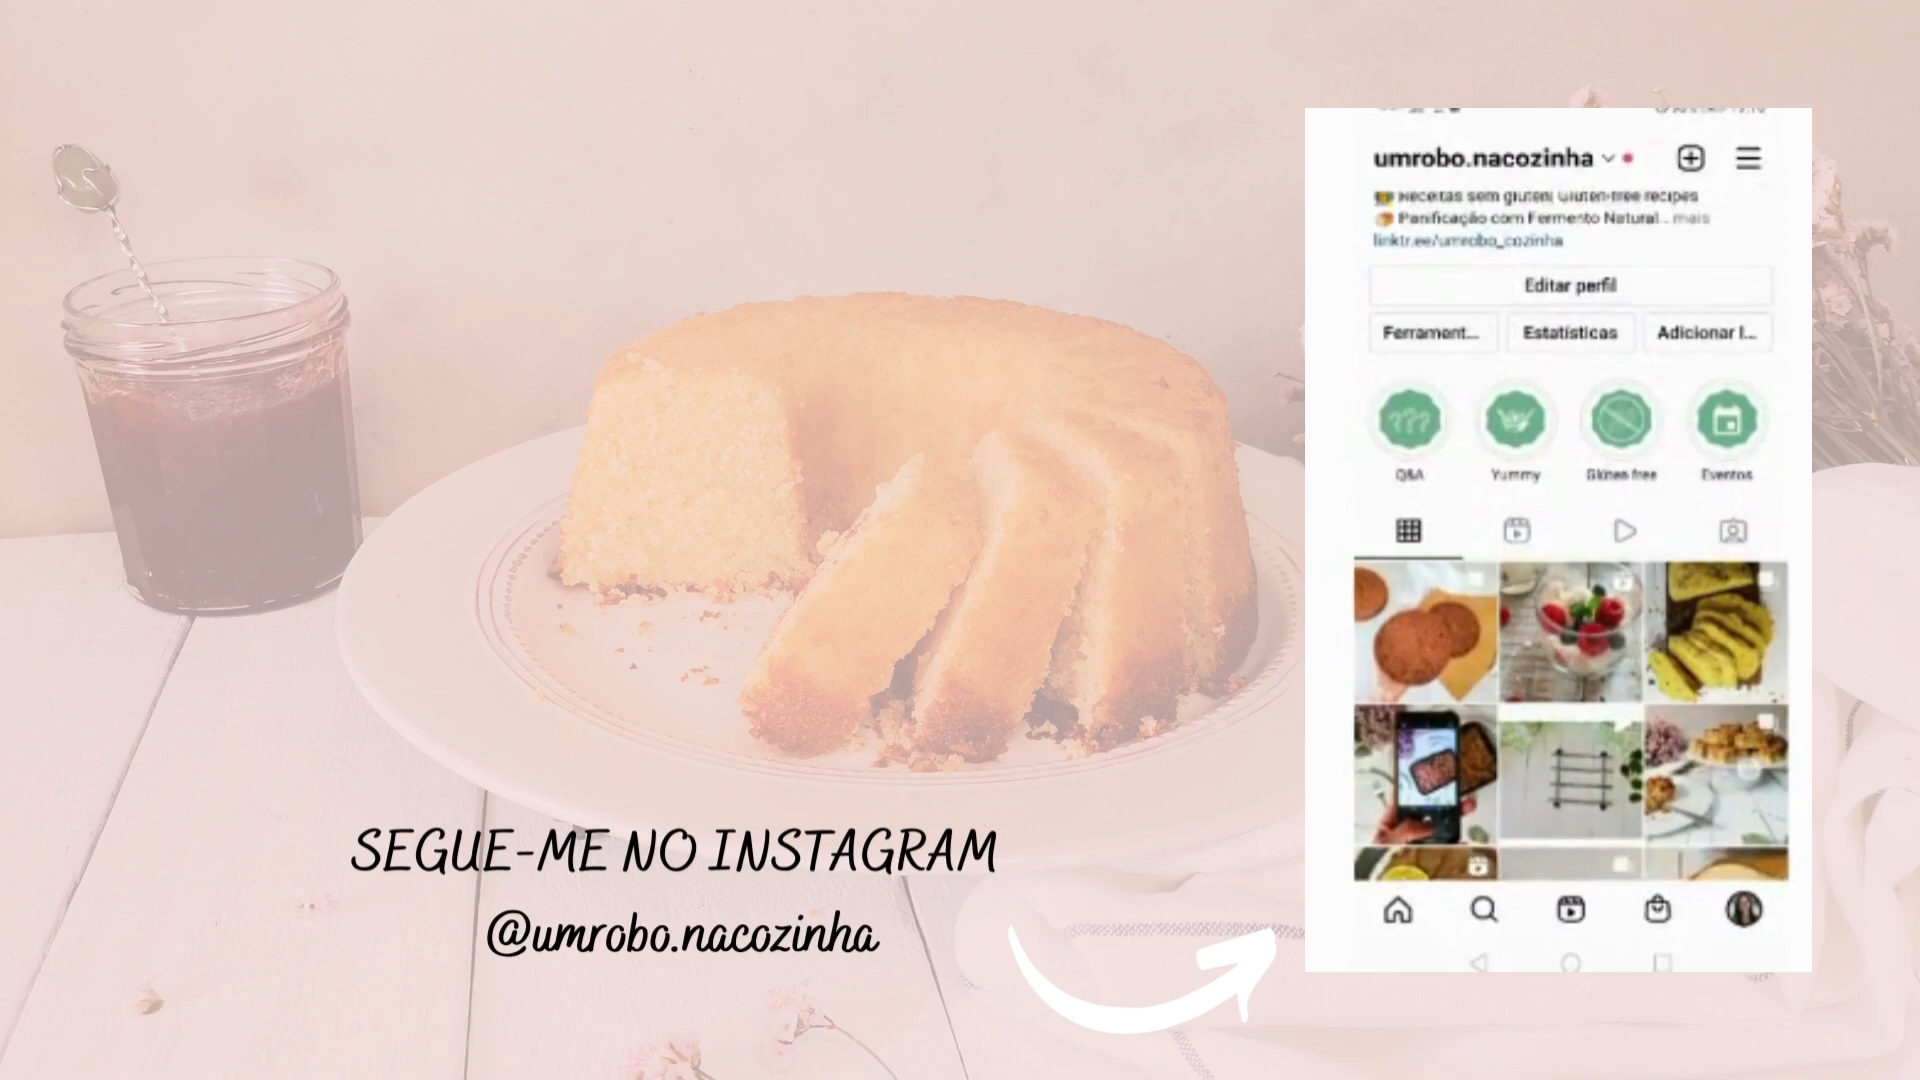 umrobo.nacozinha
Receitas sem glúten| Gluten-free recipes
Panificação com Fermento Natural... mais
linktr.ee/umrobo_cozinha
Editar perfil
Ferrament...
Estatísticas
Adicionar l...
Q&A
Yummy
Glúten free
Eventos
SEGUE-ME NO INSTAGRAM
@umrobo.nacozinha